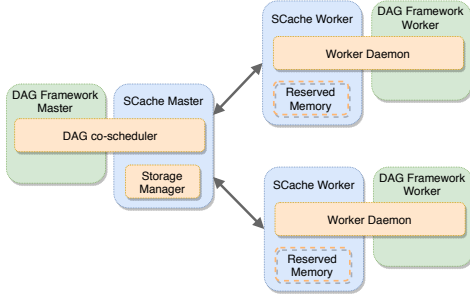 DAG Framework
Master
SCache Master
DAG co-scheduler
Storage
Manager
SCache Worker
DAG Framework
Worker
Worker Daemon
Reserved
Memory
SCache Worker
DAG Framework
Worker
Worker Daemon
Reserved
Memory